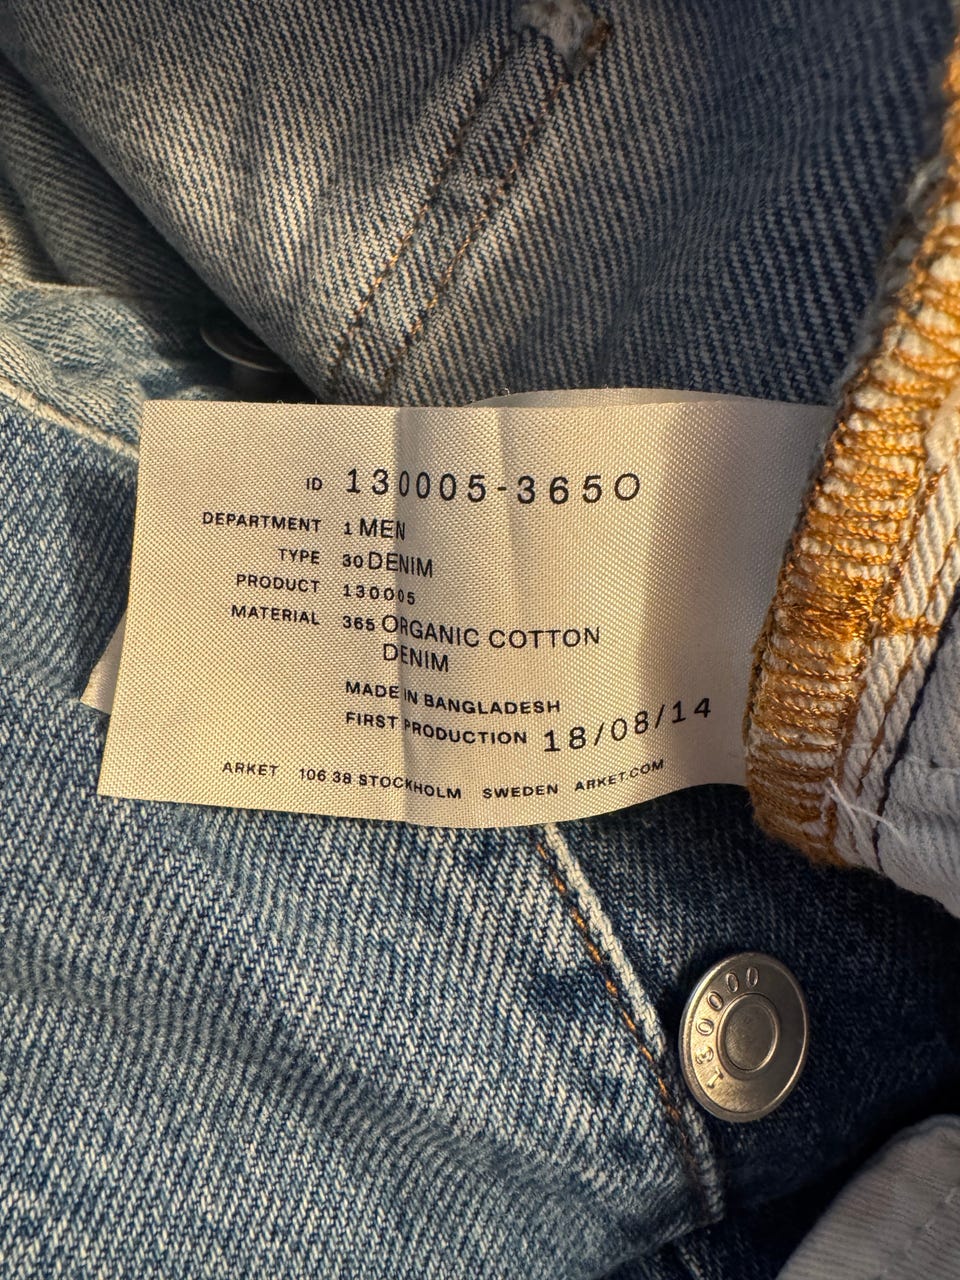 ID 130005-365O
DEPARTMENT 1 MEN
TYPE 30 DENIM
PRODUCT 130005
MATERIAL 365 ORGANIC COTTON
DENIM
MADE IN BANGLADESH
FIRST PRODUCTION 18/08/14
ARKET 106 38 STOCKHOLM SWEDEN ARKET.COM
130000